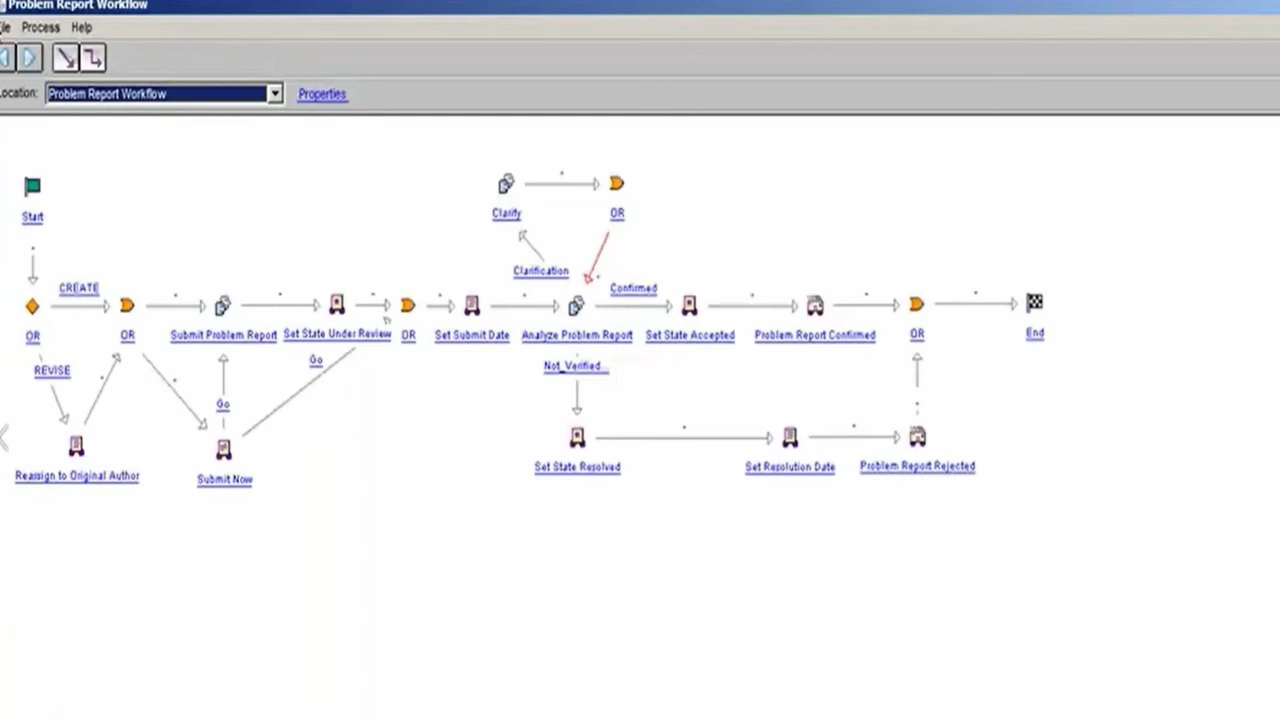 Problem Report Workflow
Process Help
Location: Problem Report Workflow Properties
Start
Clarify
OR
Clarification
CREATE
Confirmed
OR
OR
Submit Problem Report
Set State Under Review
OR
Set Submit Date
Analyze Problem Report
Set State Accepted
Problem Report Confirmed
OR
End
REVISE
Go
Not_Verified...
Go
Reassign to Original Author
Submit Now
Set State Resolved
Set Resolution Date
Problem Report Rejected